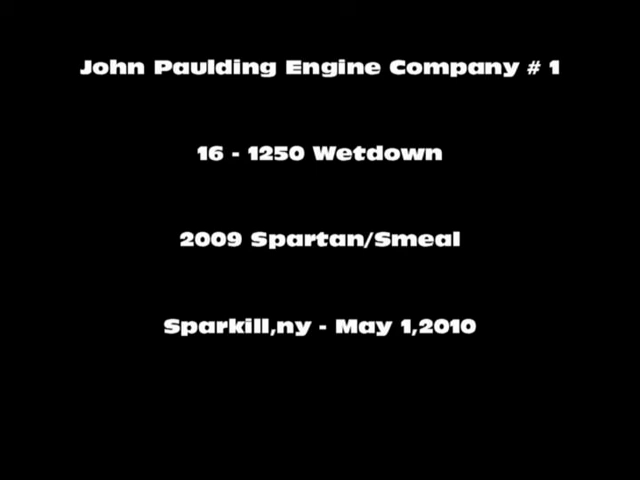 John Paulding Engine Company # 1
16 - 1250 Wetdown
2009 Spartan/Smeal
Sparkill,ny - May 1,2010